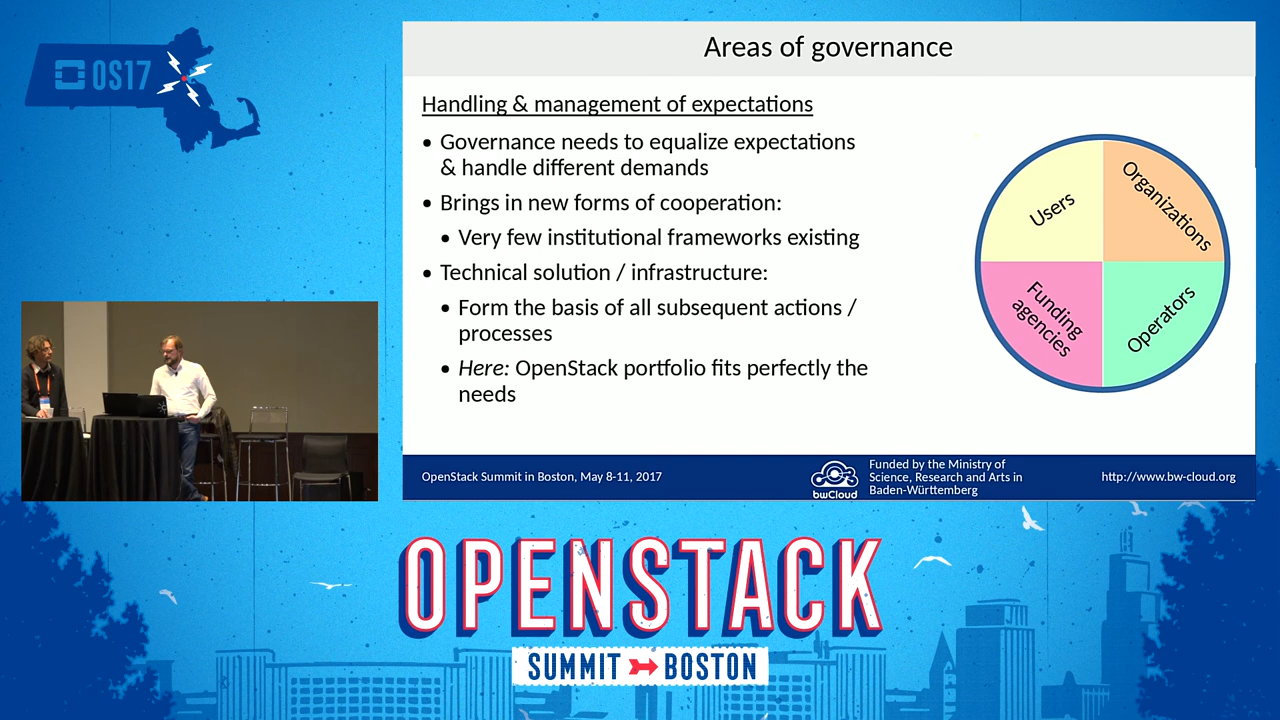 OS17
Areas of governance
Handling & management of expectations
• Governance needs to equalize expectations
& handle different demands
• Brings in new forms of cooperation:
• Very few institutional frameworks existing
• Technical solution / infrastructure:
• Form the basis of all subsequent actions /
processes
• Here: OpenStack portfolio fits perfectly the
needs
Users
Organizations
Funding
agencies
Operators
OpenStack Summit in Boston, May 8-11, 2017
bwCloud
Funded by the Ministry of
Science, Research and Arts in
Baden-Württemberg
http://www.bw-cloud.org
OPENSTACK
SUMMIT BOSTON